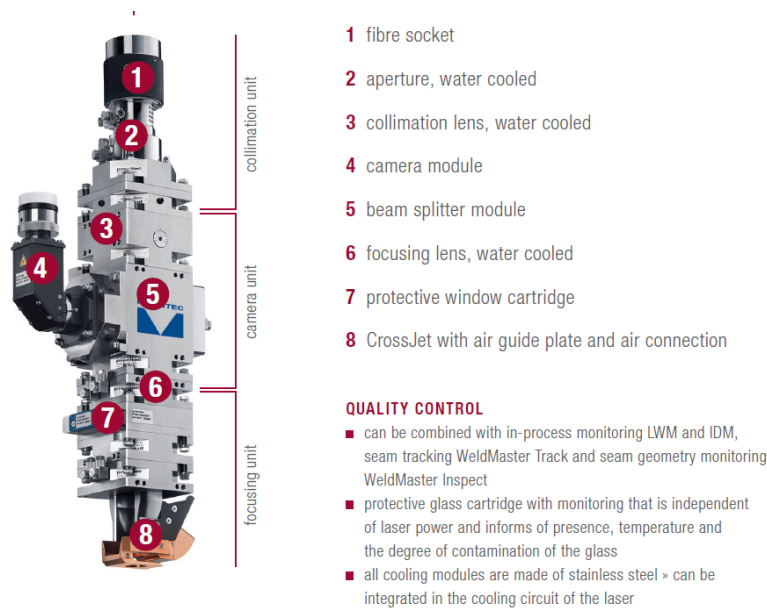 1 fibre socket
2 aperture, water cooled
3 collimation lens, water cooled
4 camera module
5 beam splitter module
6 focusing lens, water cooled
7 protective window cartridge
8 CrossJet with air guide plate and air connection
QUALITY CONTROL
■ can be combined with in-process monitoring LWM and IDM,
seam tracking WeldMaster Track and seam geometry monitoring
WeldMaster Inspect
■ protective glass cartridge with monitoring that is independent
of laser power and informs of presence, temperature and
the degree of contamination of the glass
■ all cooling modules are made of stainless steel » can be
integrated in the cooling circuit of the laser
collimation unit
camera unit
focusing unit
1
2
3
4
5
6
7
8